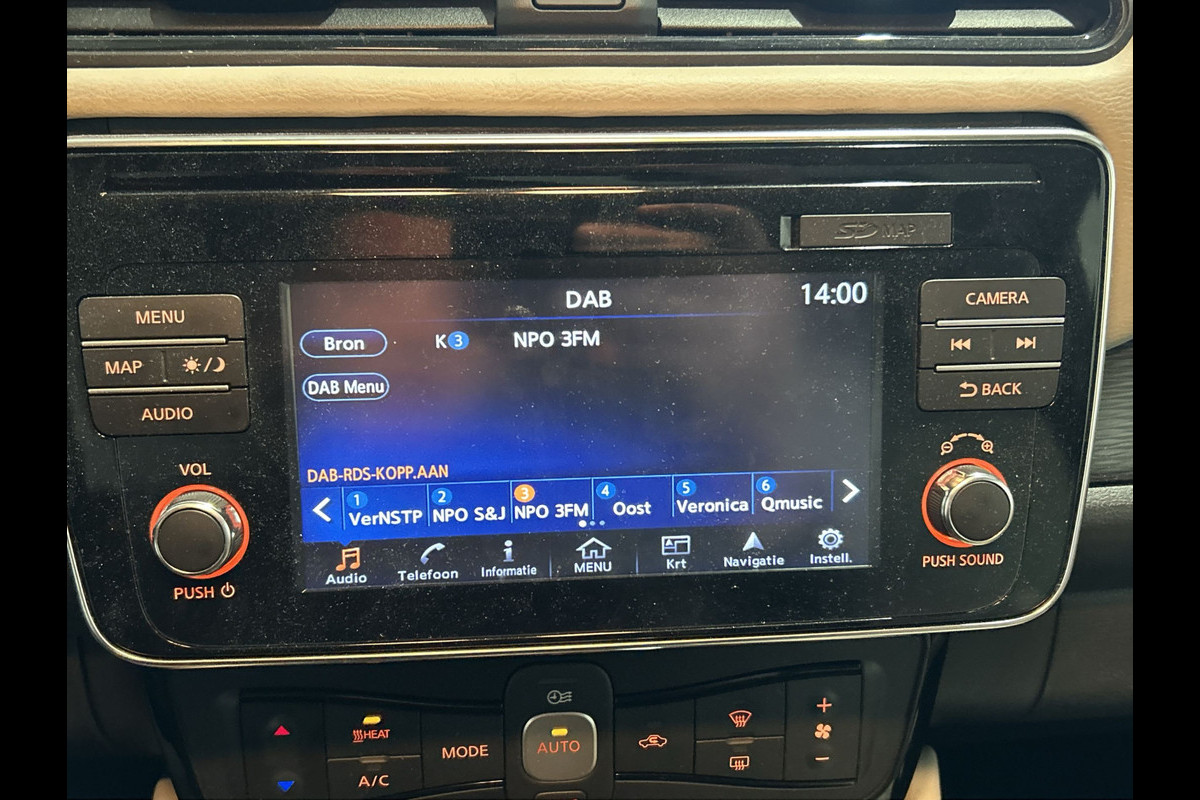 SD MAP
MENU
MAP
AUDIO
VOL
PUSH
DAB
14:00
Bron
K 3
NPO 3FM
DAB Menu
DAB-RDS-KOPP.AAN
1 VerNSTP
2 NPO S&J
3 NPO 3FM
4 Oost
5 Veronica
6 Qmusic
Audio
Telefoon
Informatie
MENU
Krt
Navigatie
Instell.
CAMERA
BACK
PUSH SOUND
HEAT
A/C
MODE
AUTO